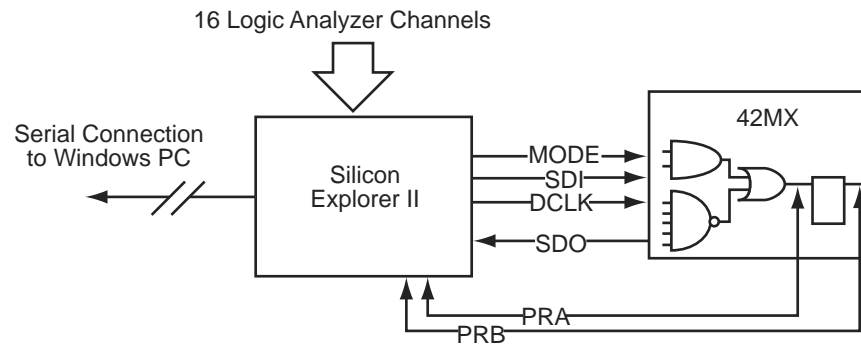 16 Logic Analyzer Channels
Serial Connection
to Windows PC
Silicon
Explorer II
MODE
SDI
DCLK
SDO
42MX
PRA
PRB